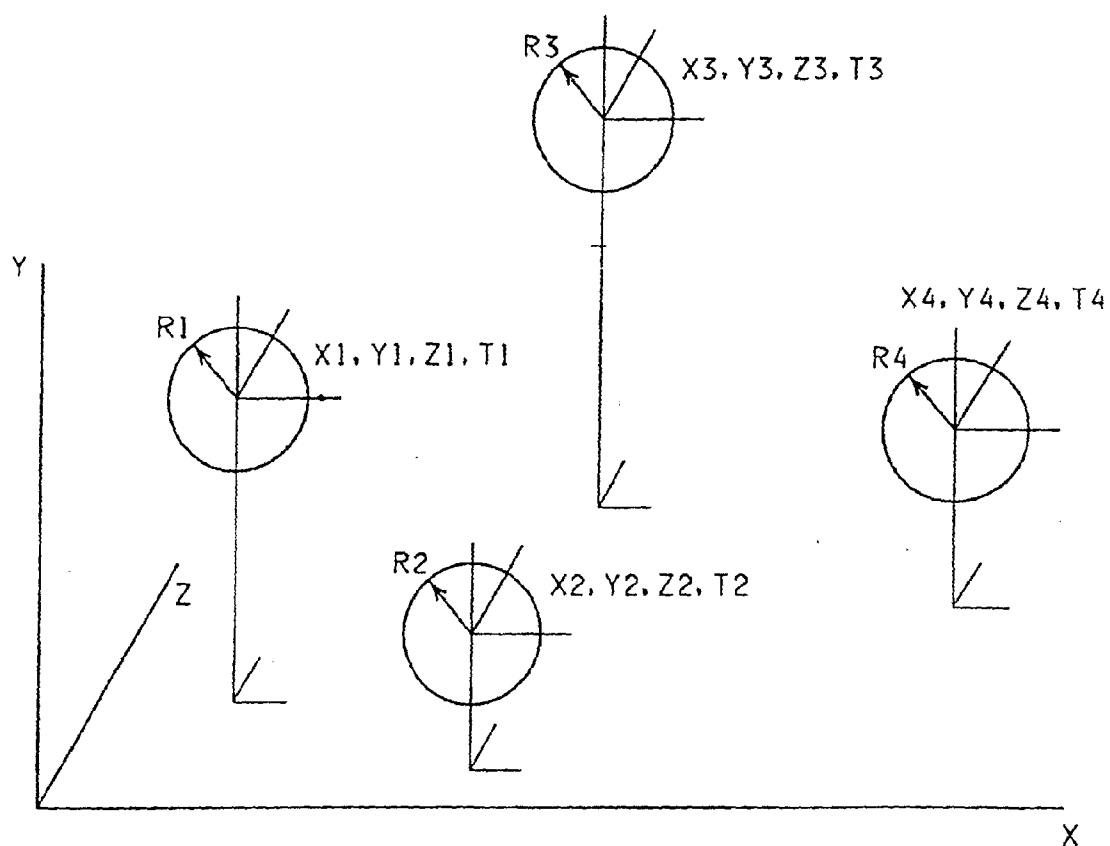 R3
X3, Y3, Z3, T3
Y
X4, Y4, Z4, T4
R1
X1, Y1, Z1, T1
R4
R2
X2, Y2, Z2, T2
Z
X